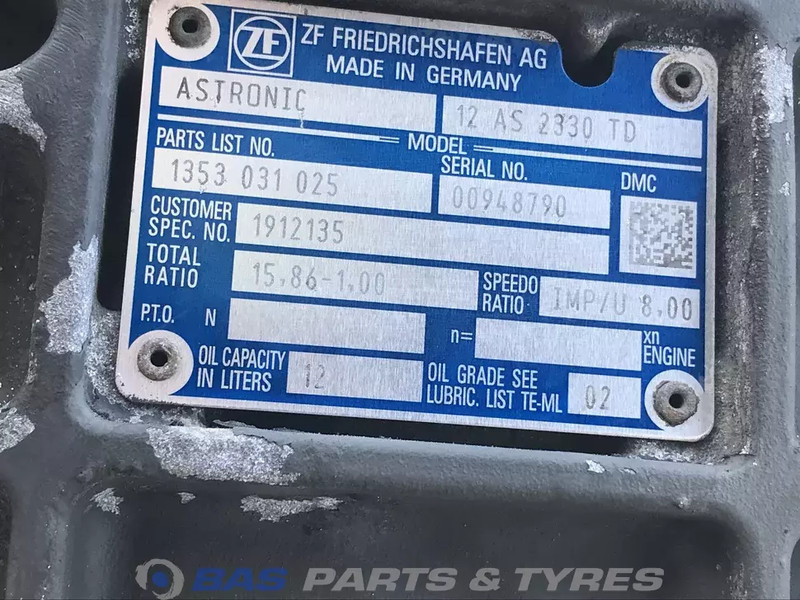 ZF ZF FRIEDRICHSHAFEN AG
MADE IN GERMANY
ASTRONIC 12 AS 2330 TD
MODEL
PARTS LIST NO. SERIAL NO. DMC
1353 031 025 00948790
CUSTOMER
SPEC. NO. 1912135
TOTAL
RATIO 15,86-1,00 SPEEDO
RATIO IMP/U 8,00
P.T.O. N n= xn
ENGINE
OIL CAPACITY
IN LITERS 12 OIL GRADE SEE
LUBRIC. LIST TE-ML 02
BAS PARTS & TYRES